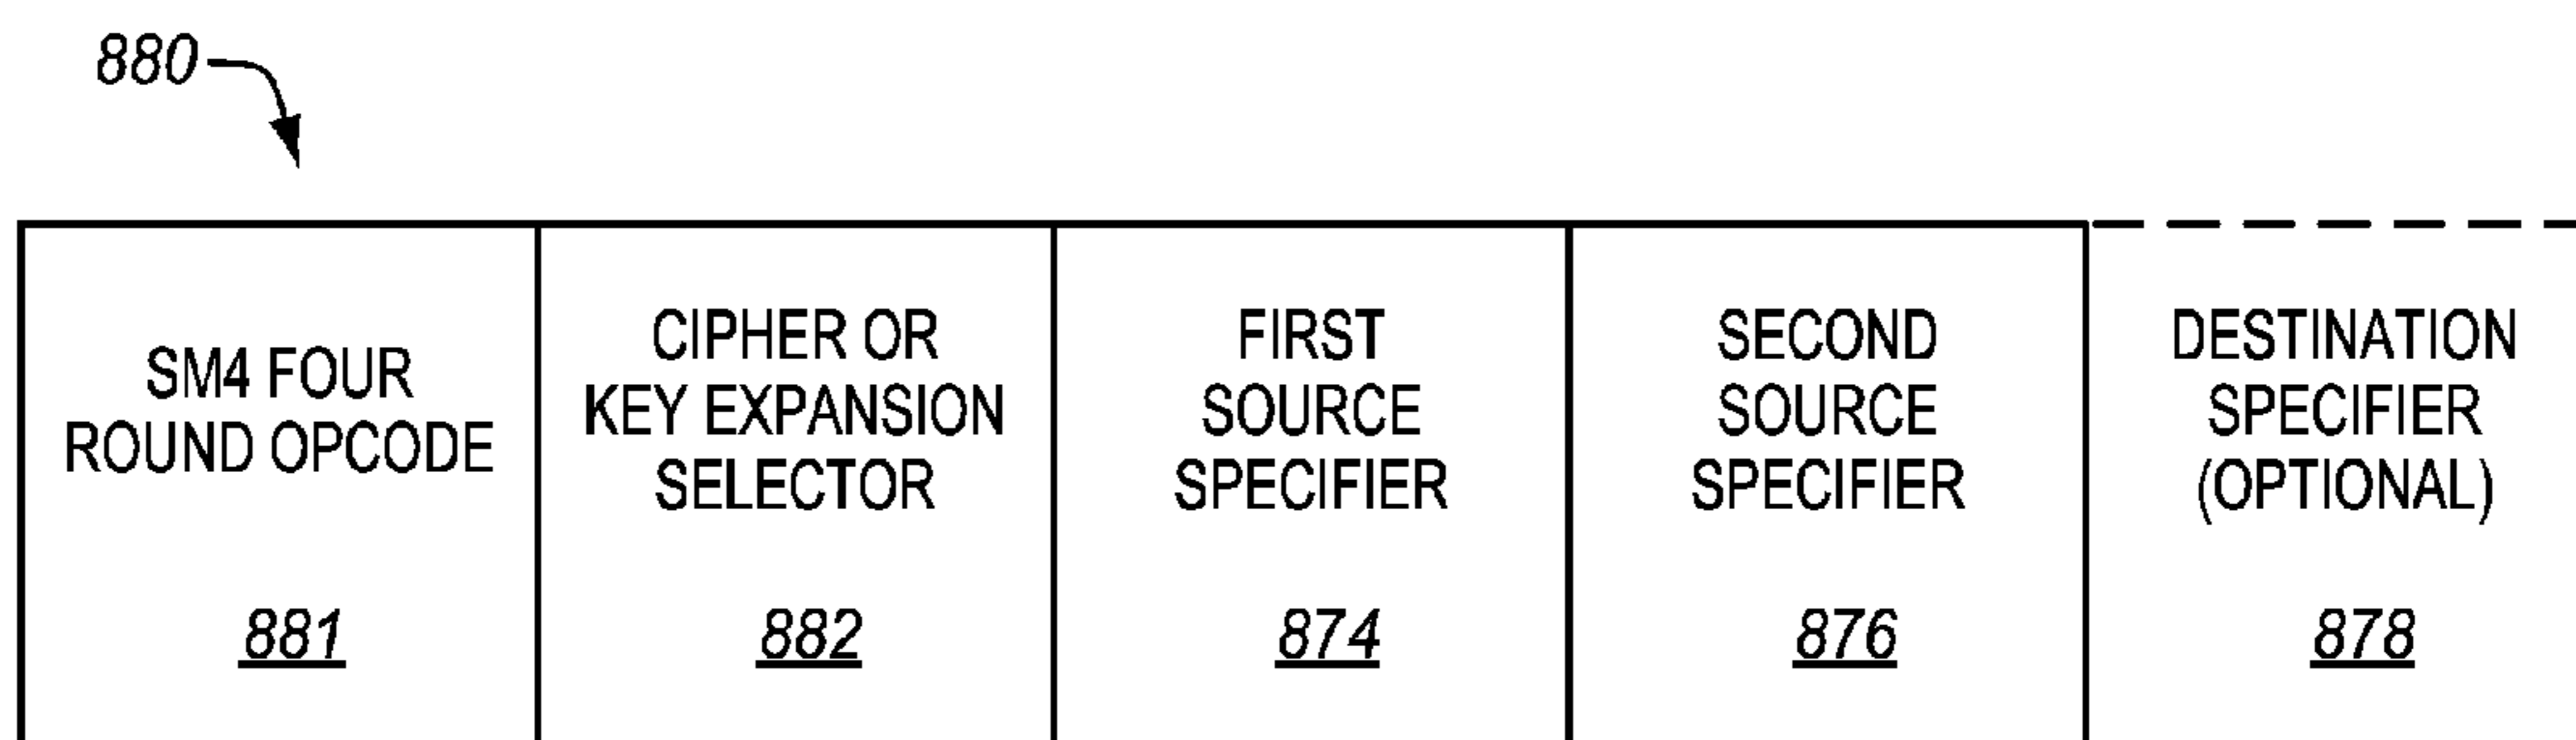 880
SM4 FOUR
ROUND OPCODE
881
CIPHER OR
KEY EXPANSION
SELECTOR
882
FIRST
SOURCE
SPECIFIER
874
SECOND
SOURCE
SPECIFIER
876
DESTINATION
SPECIFIER
(OPTIONAL)
878